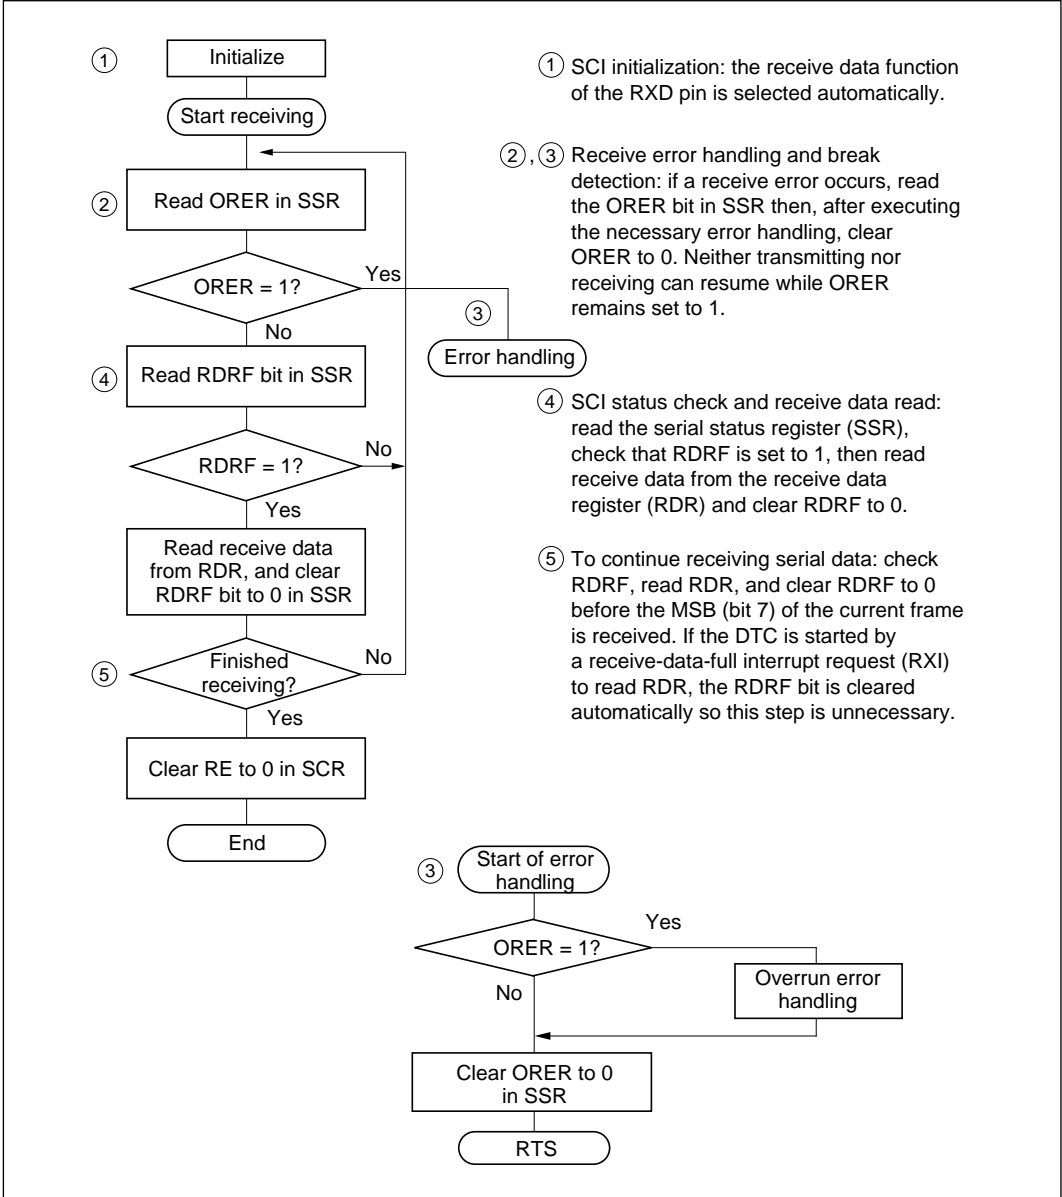 ① Initialize
Start receiving
② Read ORER in SSR
ORER = 1?
Yes
No
③
Error handling
④ Read RDRF bit in SSR
RDRF = 1?
No
Yes
Read receive data
from RDR, and clear
RDRF bit to 0 in SSR
⑤ Finished
receiving?
No
Yes
Clear RE to 0 in SCR
End
① SCI initialization: the receive data function
of the RXD pin is selected automatically.
②, ③ Receive error handling and break
detection: if a receive error occurs, read
the ORER bit in SSR then, after executing
the necessary error handling, clear
ORER to 0. Neither transmitting nor
receiving can resume while ORER
remains set to 1.
④ SCI status check and receive data read:
read the serial status register (SSR),
check that RDRF is set to 1, then read
receive data from the receive data
register (RDR) and clear RDRF to 0.
⑤ To continue receiving serial data: check
RDRF, read RDR, and clear RDRF to 0
before the MSB (bit 7) of the current frame
is received. If the DTC is started by
a receive-data-full interrupt request (RXI)
to read RDR, the RDRF bit is cleared
automatically so this step is unnecessary.
③ Start of error
handling
ORER = 1?
Yes
No
Overrun error
handling
Clear ORER to 0
in SSR
RTS